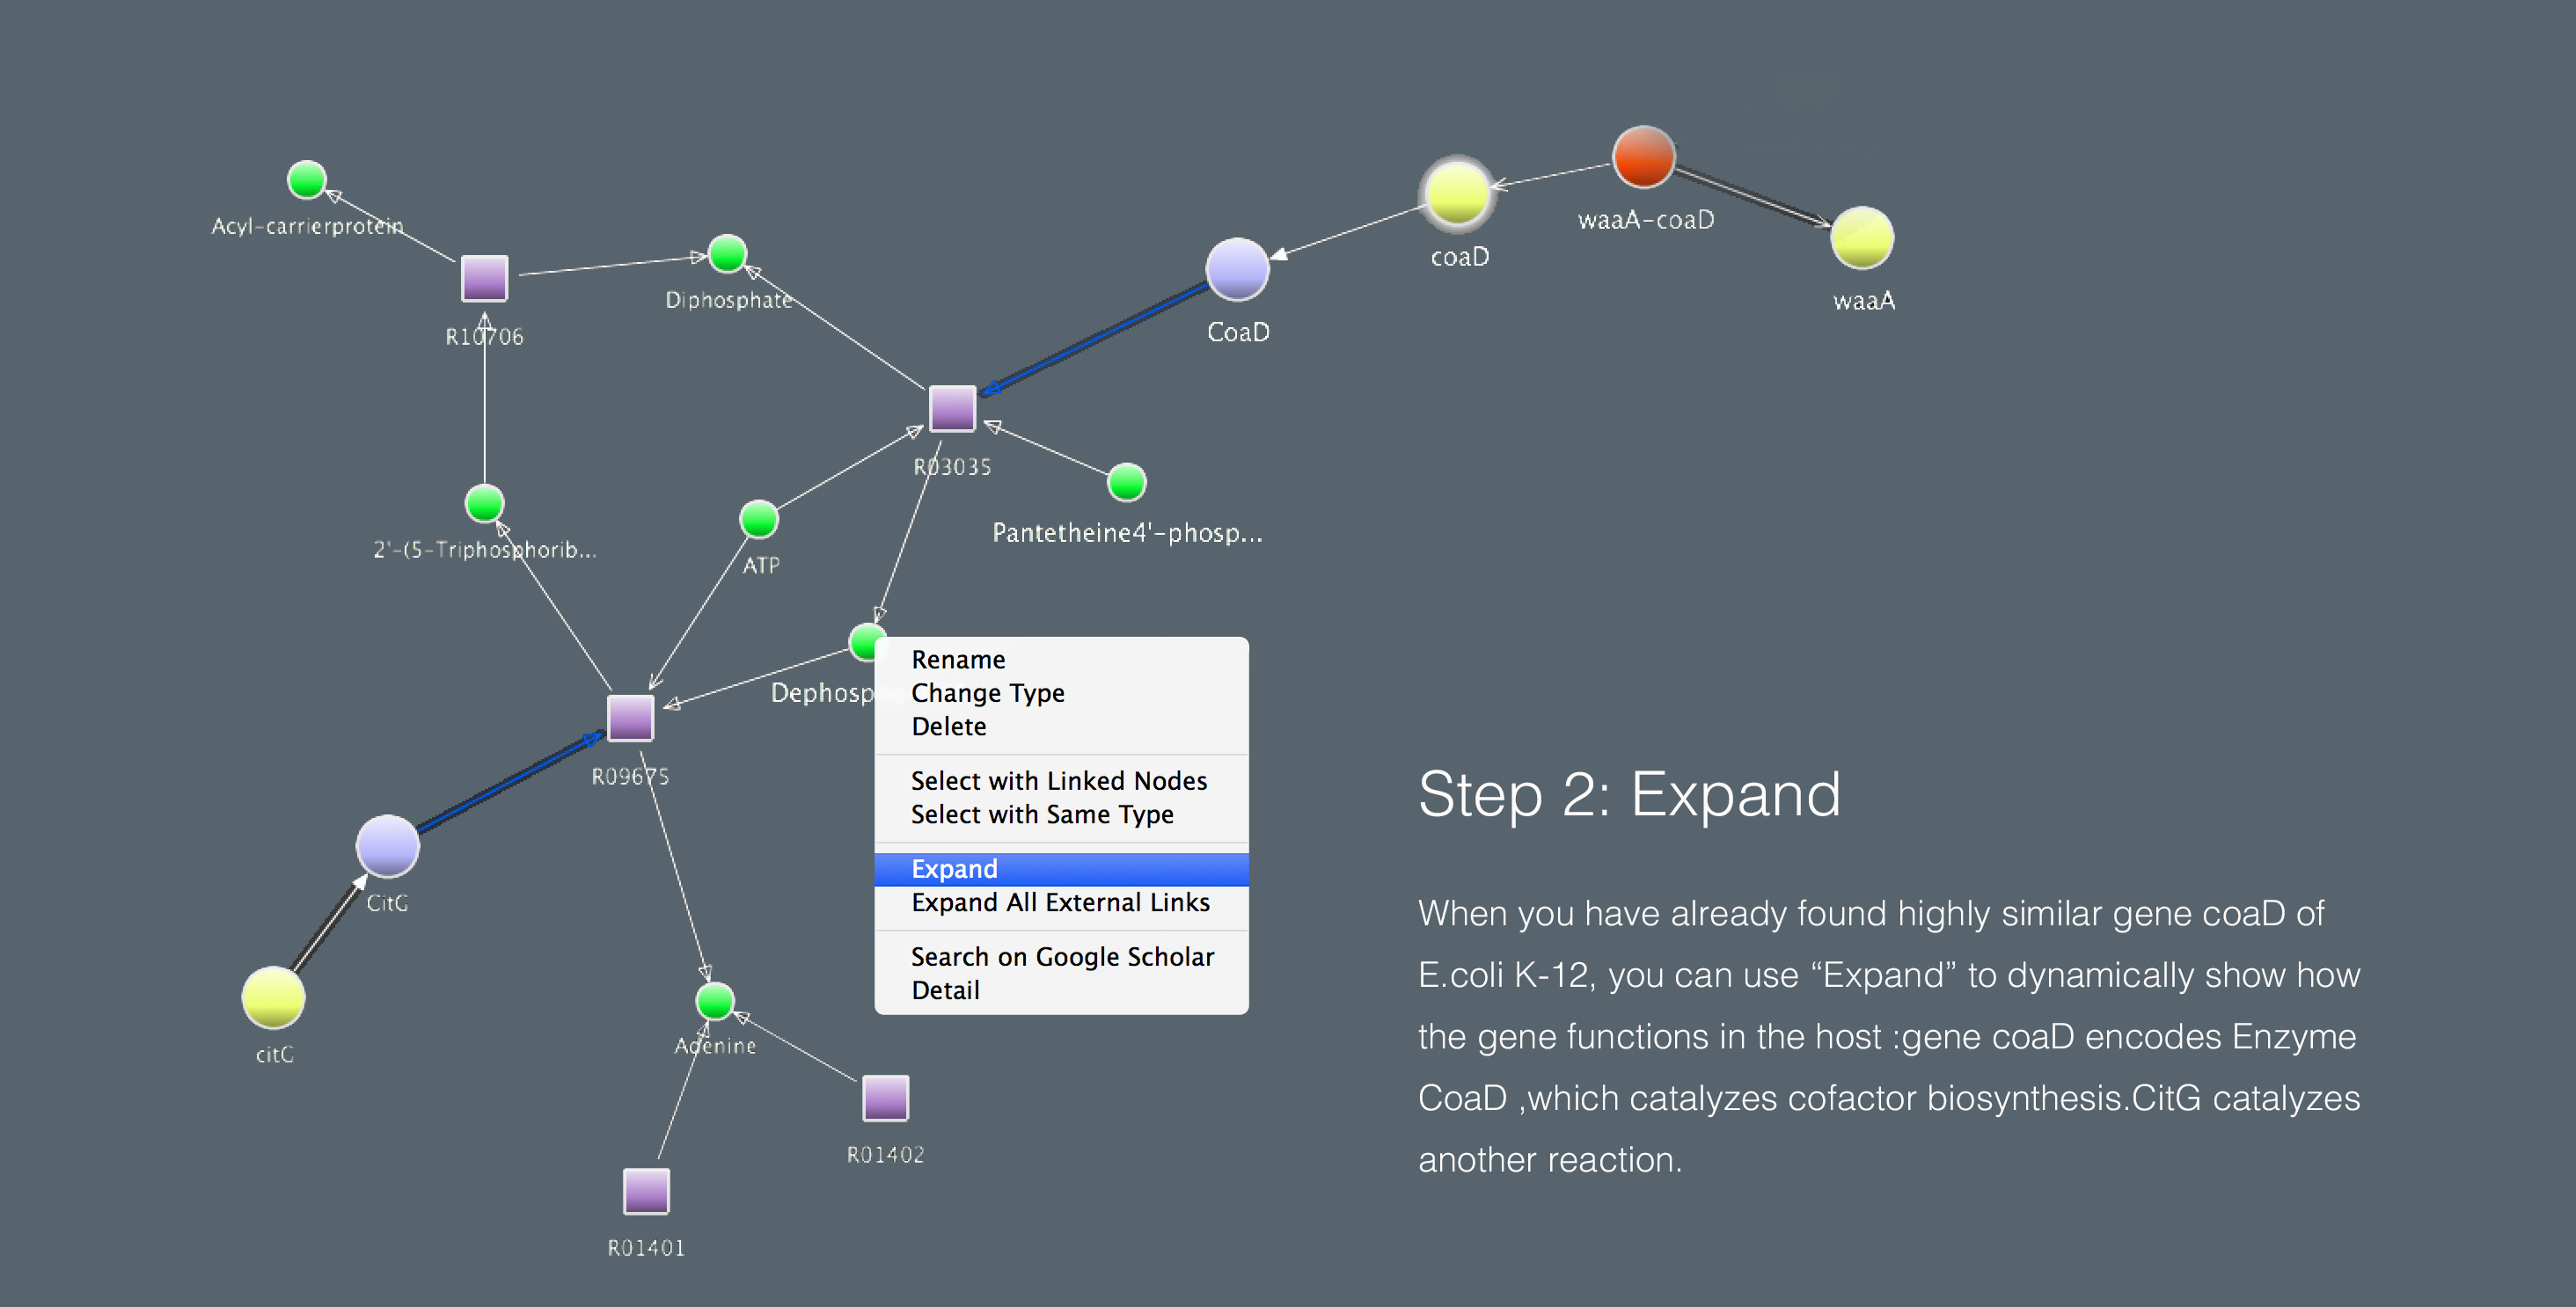 waaA-coaD
Acyl-carrierprotein
coaD
Diphosphate
waaA
CoaD
R10706
R03035
Pantetheine4'-phosp...
2'-(5-Triphosphorib...
ATP
Rename
Dephosp
Change Type
Delete
R09675
Select with Linked Nodes
Select with Same Type
Expand
Expand All External Links
CitG
Search on Google Scholar
Detail
citG
Adenine
R01402
R01401
Step 2: Expand
When you have already found highly similar gene coaD of
E.coli K-12, you can use “Expand” to dynamically show how
the gene functions in the host :gene coaD encodes Enzyme
CoaD ,which catalyzes cofactor biosynthesis.CitG catalyzes
another reaction.